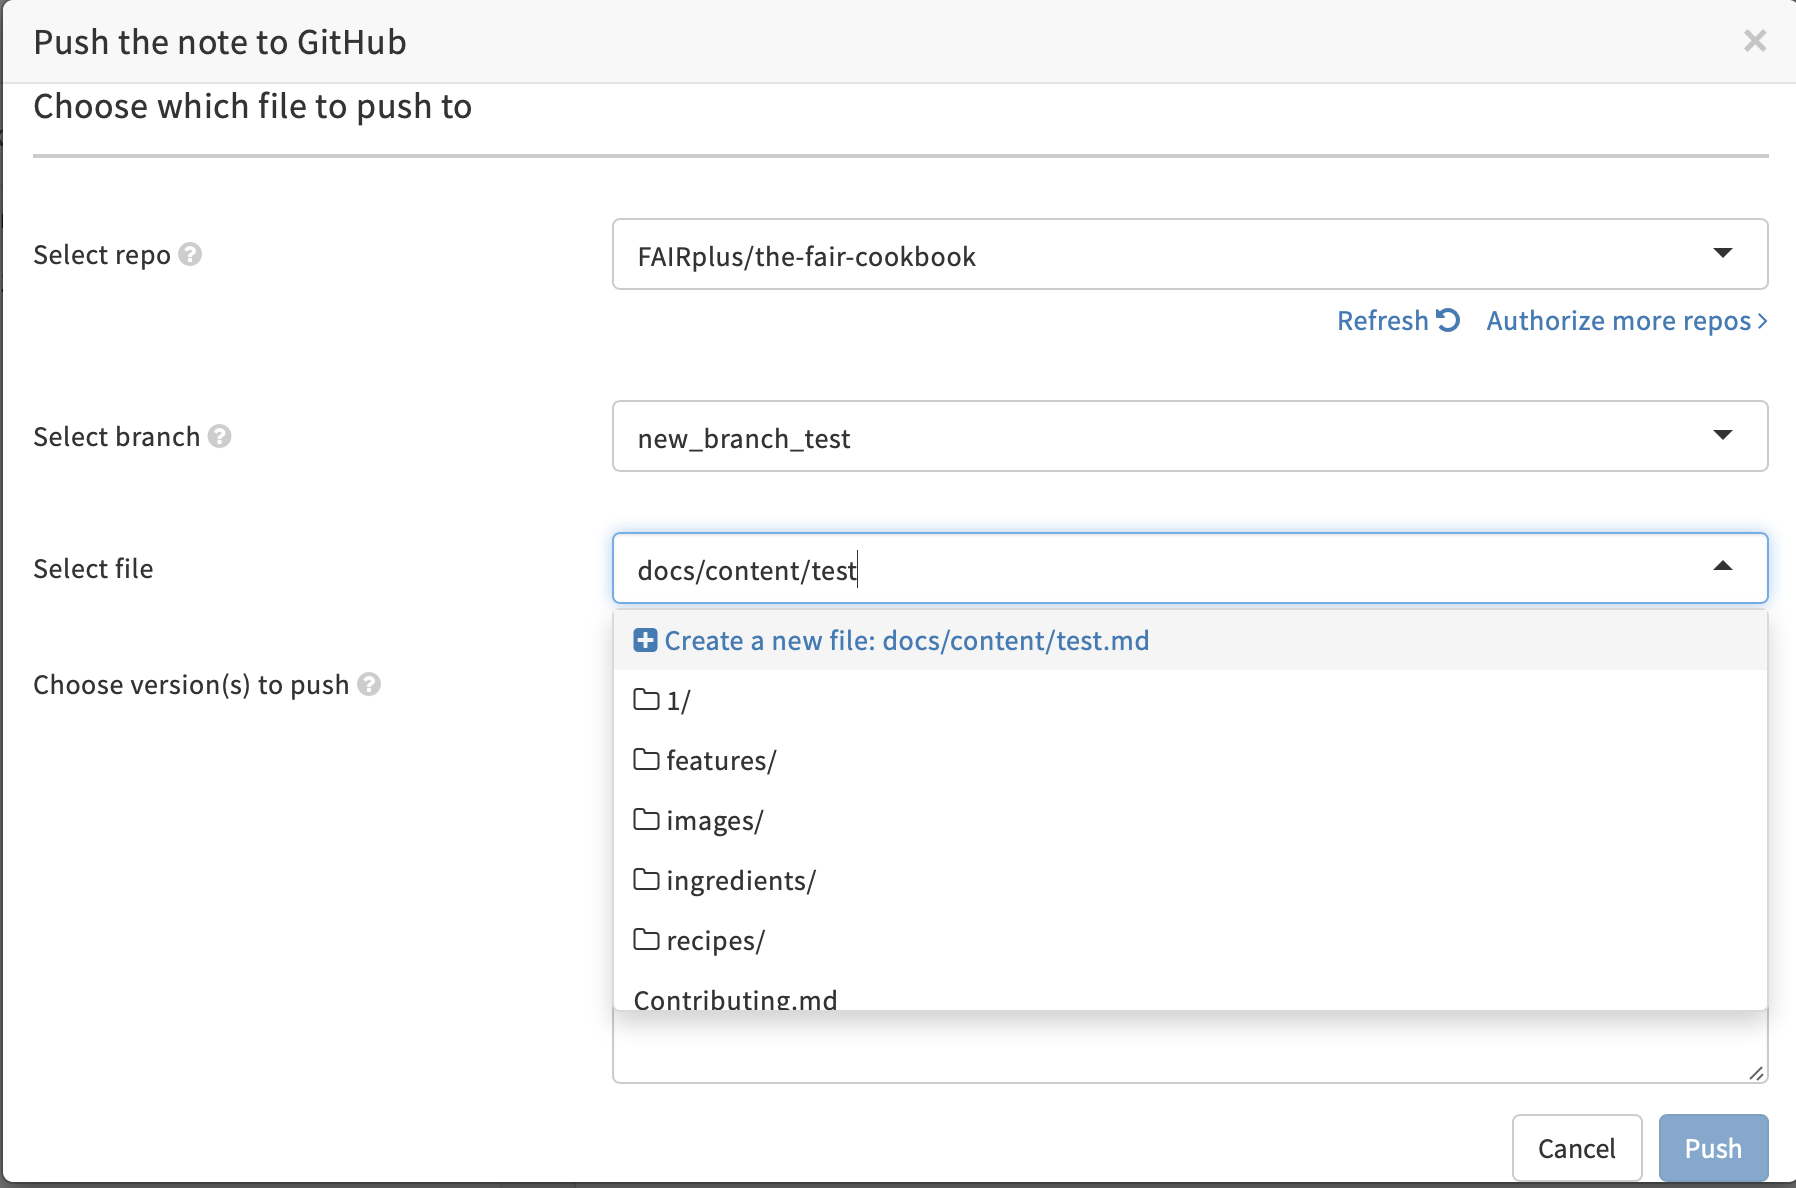 Push the note to GitHub
Choose which file to push to
Select repo
FAIRplus/the-fair-cookbook
Refresh Authorize more repos
Select branch
new_branch_test
Select file
docs/content/test
Create a new file: docs/content/test.md
Choose version(s) to push
1/
features/
images/
ingredients/
recipes/
Contributing.md
Cancel
Push